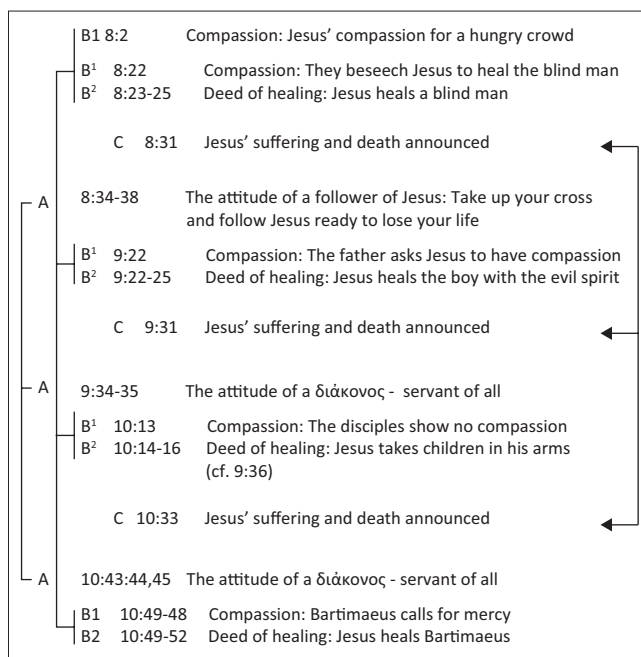 B1 8:2 Compassion: Jesus’ compassion for a hungry crowd
B¹ 8:22 Compassion: They beseech Jesus to heal the blind man
B² 8:23-25 Deed of healing: Jesus heals a blind man
C 8:31 Jesus’ suffering and death announced
A 8:34-38 The attitude of a follower of Jesus: Take up your cross
and follow Jesus ready to lose your life
B¹ 9:22 Compassion: The father asks Jesus to have compassion
B² 9:22-25 Deed of healing: Jesus heals the boy with the evil spirit
C 9:31 Jesus’ suffering and death announced
A 9:34-35 The attitude of a διάκονος - servant of all
B¹ 10:13 Compassion: The disciples show no compassion
B² 10:14-16 Deed of healing: Jesus takes children in his arms
(cf. 9:36)
C 10:33 Jesus’ suffering and death announced
A 10:43:44,45 The attitude of a διάκονος - servant of all
B1 10:49-48 Compassion: Bartimaeus calls for mercy
B2 10:49-52 Deed of healing: Jesus heals Bartimaeus